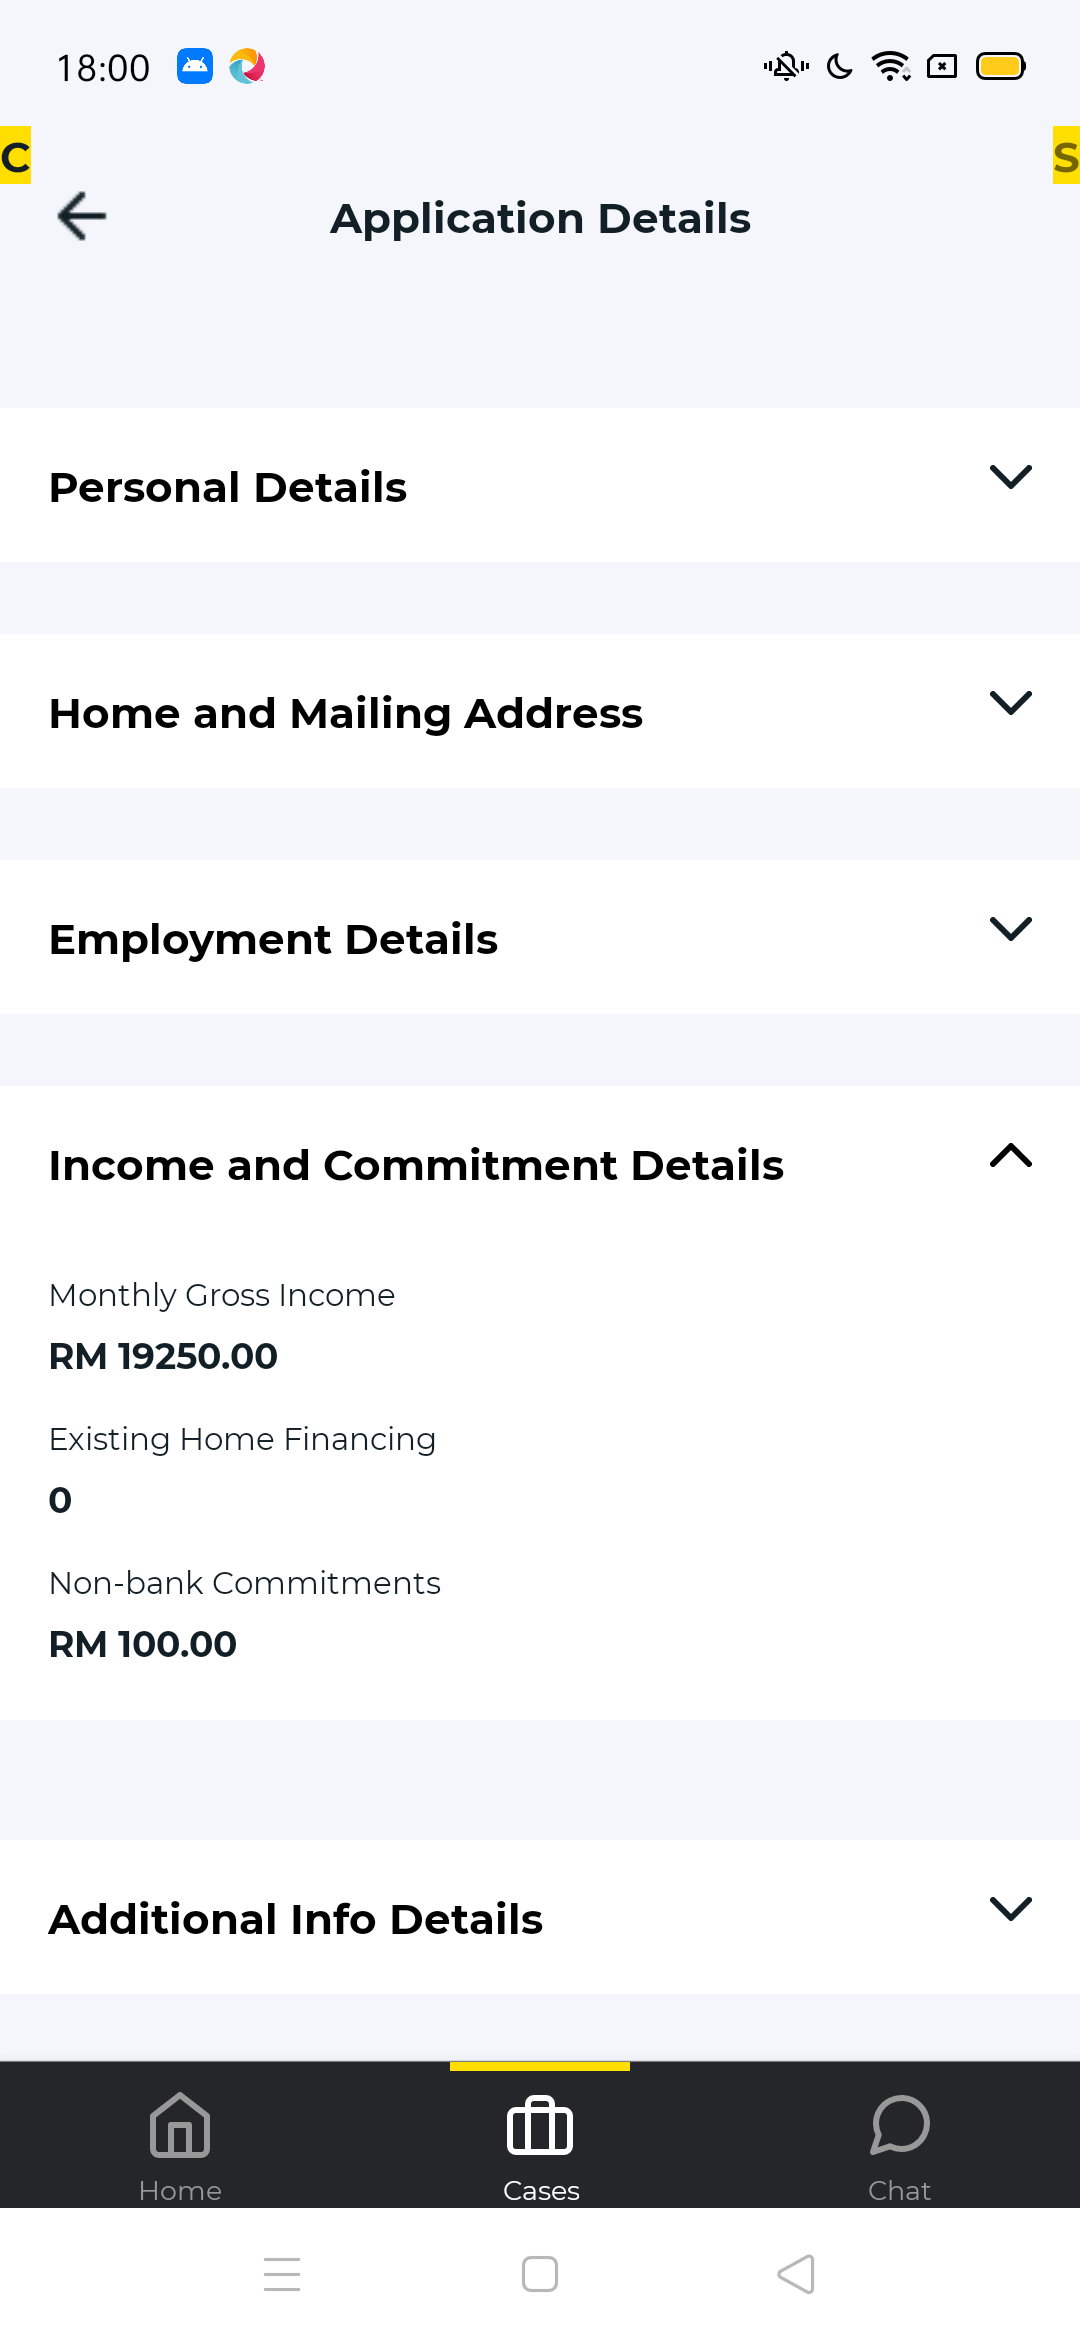 18:00
C
S
Application Details
Personal Details
Home and Mailing Address
Employment Details
Income and Commitment Details
Monthly Gross Income
RM 19250.00
Existing Home Financing
0
Non-bank Commitments
RM 100.00
Additional Info Details
Home
Cases
Chat